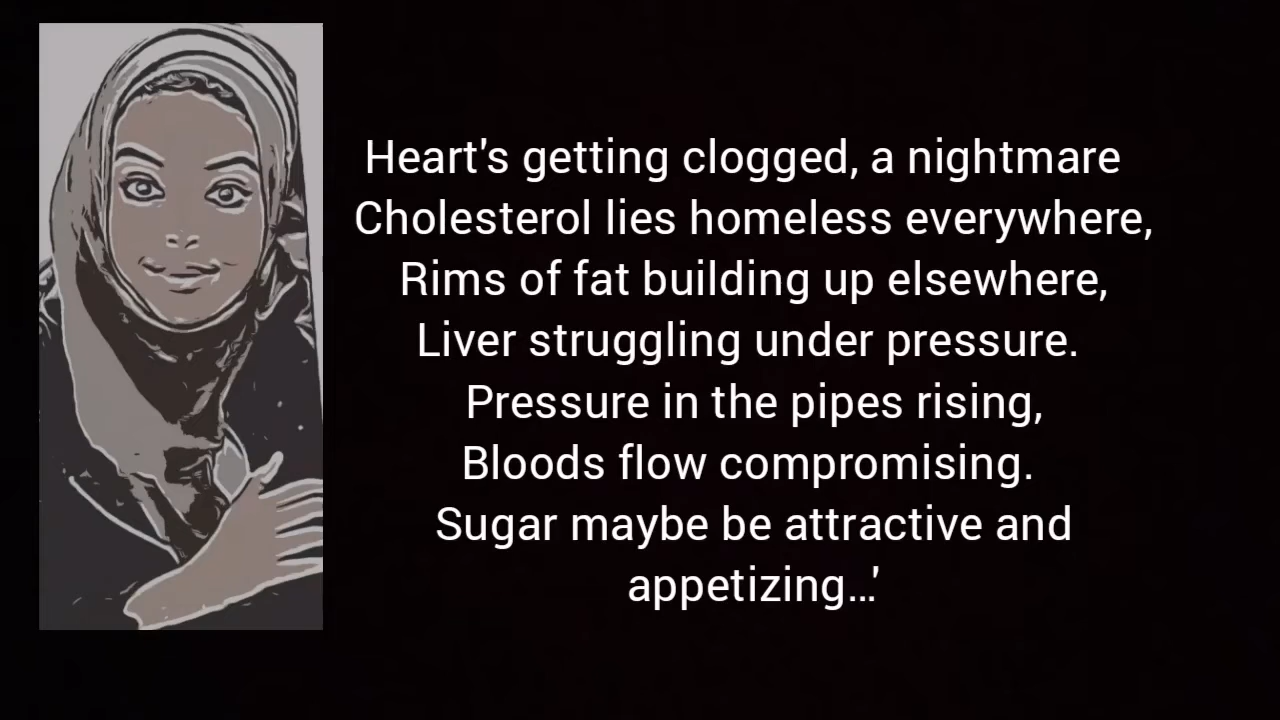 Heart's getting clogged, a nightmare
Cholesterol lies homeless everywhere,
Rims of fat building up elsewhere,
Liver struggling under pressure.
Pressure in the pipes rising,
Bloods flow compromising.
Sugar maybe be attractive and
appetizing...'